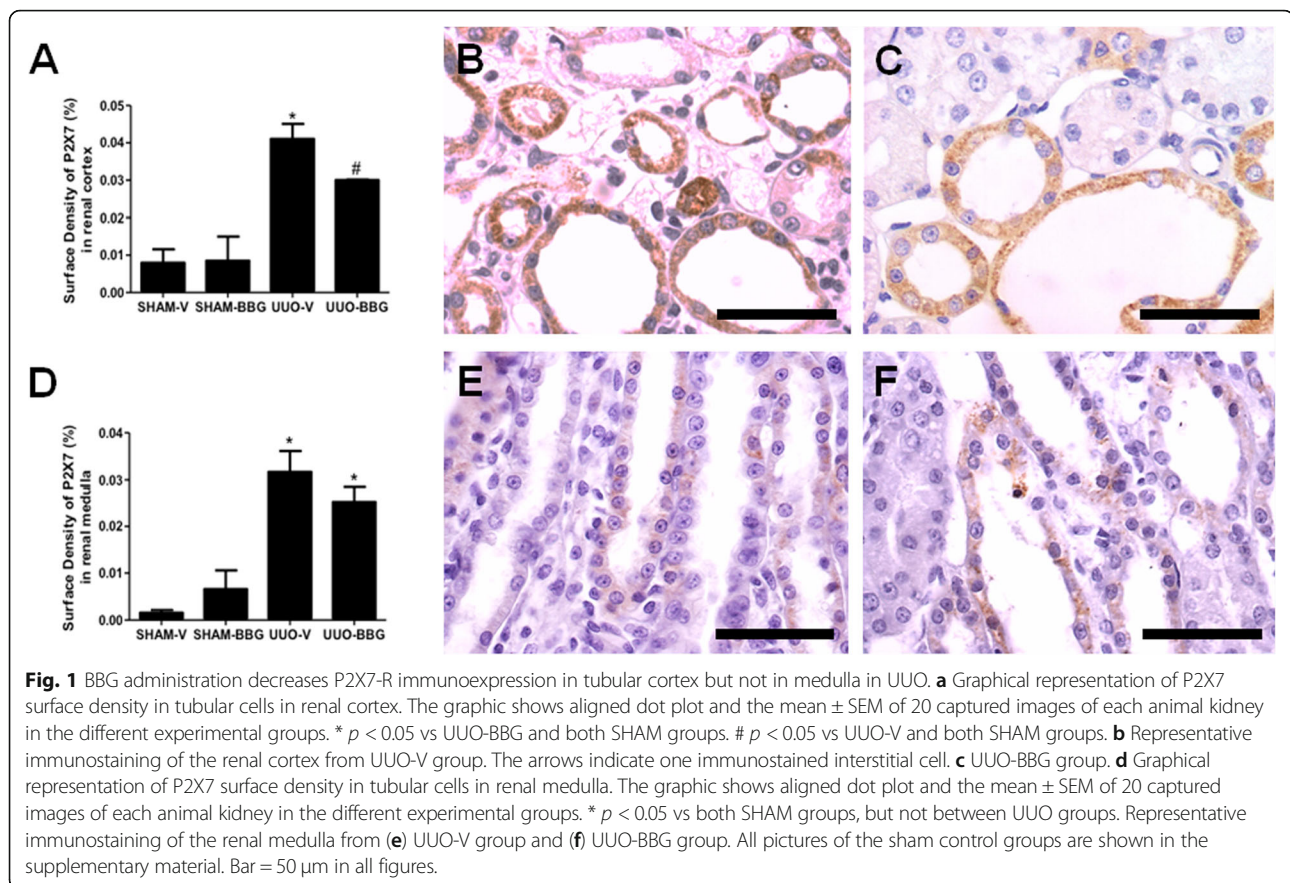 A
Surface Density of P2X7 (%)
in renal cortex
0.05
0.04
0.03
0.02
0.01
0.00
*
#
SHAM-V SHAM-BBG UUO-V UUO-BBG
B
C
D
Surface Density of P2X7 (%)
in renal medulla
0.04
0.03
0.02
0.01
0.00
*
*
SHAM-V SHAM-BBG UUO-V UUO-BBG
E
F
Fig. 1 BBG administration decreases P2X7-R immunoexpression in tubular cortex but not in medulla in UUO. a Graphical representation of P2X7
surface density in tubular cells in renal cortex. The graphic shows aligned dot plot and the mean ± SEM of 20 captured images of each animal kidney
in the different experimental groups. * p < 0.05 vs UUO-BBG and both SHAM groups. # p < 0.05 vs UUO-V and both SHAM groups. b Representative
immunostaining of the renal cortex from UUO-V group. The arrows indicate one immunostained interstitial cell. c UUO-BBG group. d Graphical
representation of P2X7 surface density in tubular cells in renal medulla. The graphic shows aligned dot plot and the mean ± SEM of 20 captured
images of each animal kidney in the different experimental groups. * p < 0.05 vs both SHAM groups, but not between UUO groups. Representative
immunostaining of the renal medulla from (e) UUO-V group and (f) UUO-BBG group. All pictures of the sham control groups are shown in the
supplementary material. Bar = 50 μm in all figures.